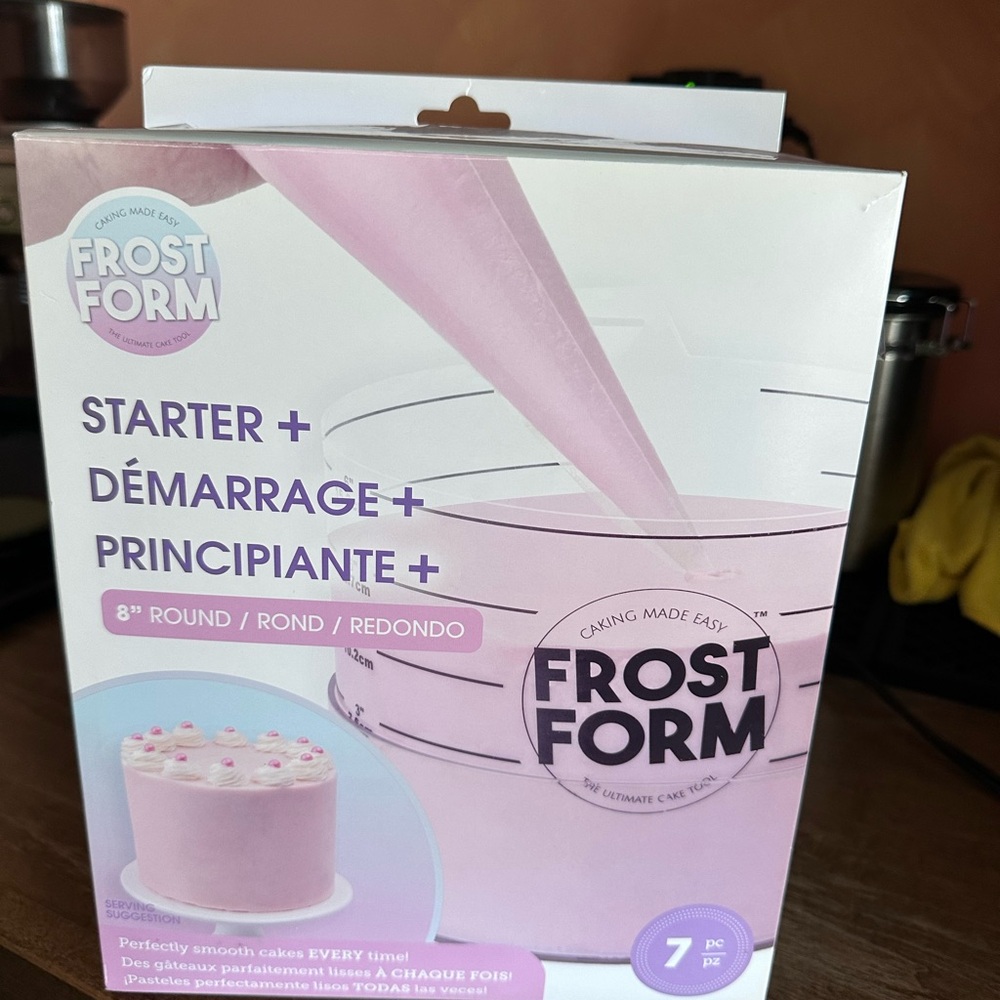 CAKING MADE EASY
FROST
FORM
THE ULTIMATE CAKE TOOL
STARTER +
DÉMARRAGE +
PRINCIPIANTE +
8” ROUND / ROND / REDONDO
CAKING MADE EASY
™
FROST
FORM
THE ULTIMATE CAKE TOOL
3"
SERVING
SUGGESTION
Perfectly smooth cakes EVERY time!
Des gâteaux parfaitement lisses À CHAQUE FOIS!
¡Pasteles perfectamente lisos TODAS las veces!
7 pc
pz